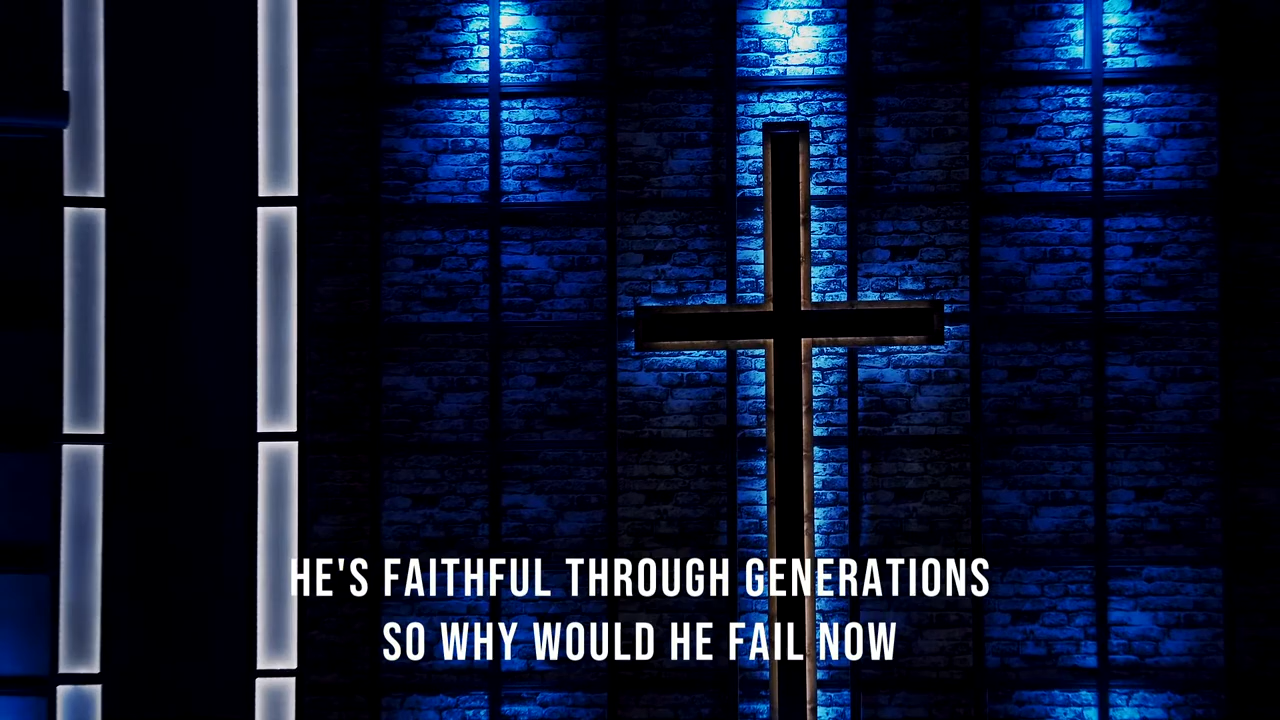 HE'S FAITHFUL THROUGH GENERATIONS
SO WHY WOULD HE FAIL NOW